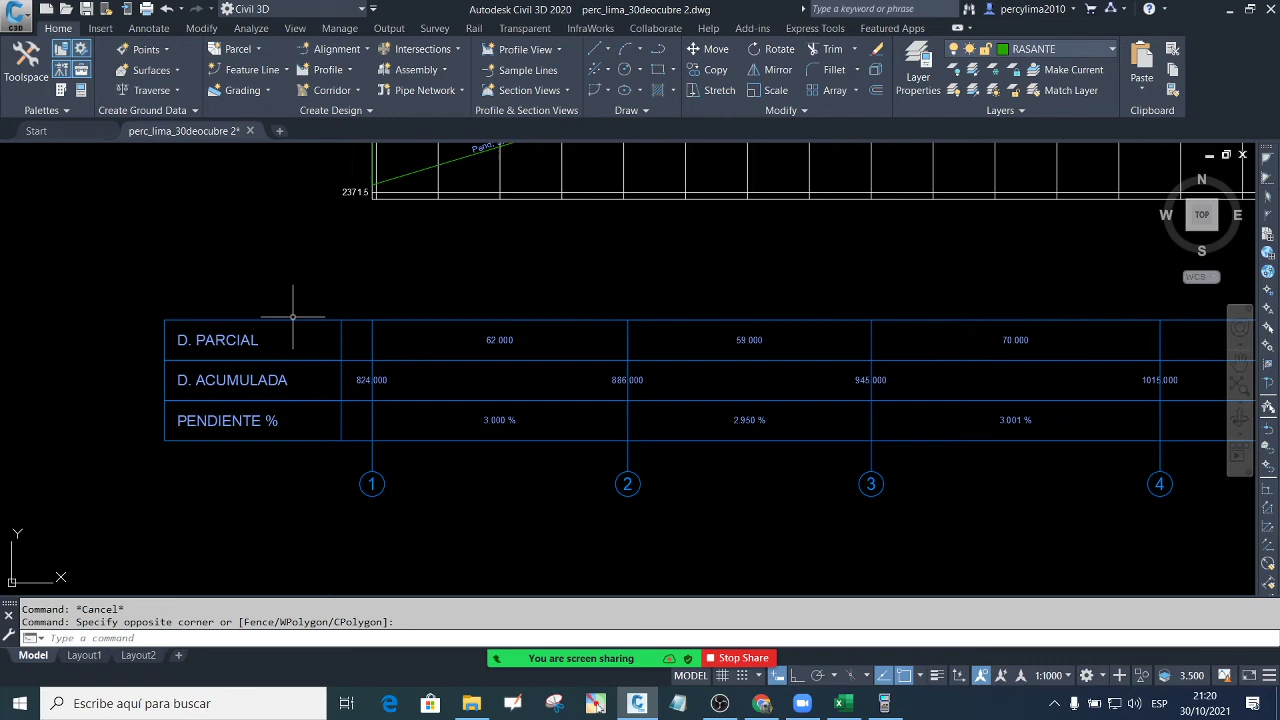 C3D
Civil 3D
Autodesk Civil 3D 2020 perc_lima_30deocubre 2.dwg
Type a keyword or phrase
percylima2010
Home Insert Annotate Modify Analyze View Manage Output Survey Rail Transparent InfraWorks Collaborate Help Add-ins Express Tools Featured Apps
Points Parcel Alignment Intersections Profile View Move Rotate Trim RASANTE
Toolspace Surfaces Feature Line Profile Assembly Sample Lines Copy Mirror Fillet Layer Properties Make Current Paste
Traverse Grading Corridor Pipe Network Section Views Stretch Scale Array Match Layer
Palettes Create Ground Data Create Design Profile & Section Views Draw Modify Layers Clipboard
Start perc_lima_30deocubre 2*
N
W TOP E
S
WCS
2371.5
D. PARCIAL 62.000 59.000 70.000
D. ACUMULADA 824.000 886.000 945.000 1015.000
PENDIENTE % 3.000 % 2.950 % 3.001 %
1 2 3 4
Y
X
Command: *Cancel*
Command: Specify opposite corner or [Fence/WPolygon/CPolygon]:
Type a command
Model Layout1 Layout2
You are screen sharing Stop Share
MODEL 1:1000 3.500
Escribe aquí para buscar
ESP
21:20
30/10/2021